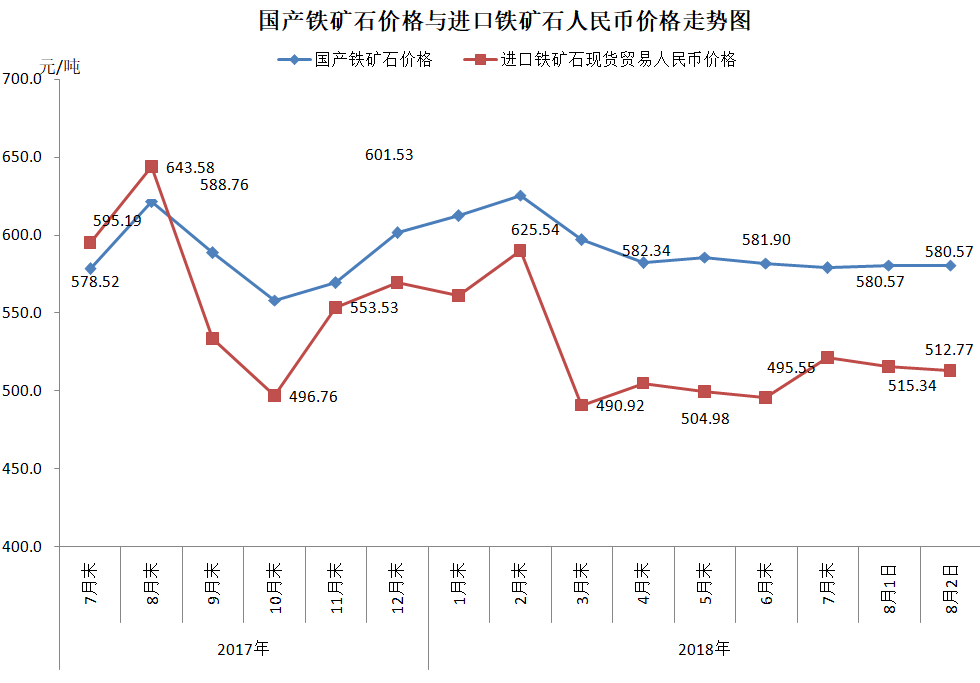 国产铁矿石价格与进口铁矿石人民币价格走势图
国产铁矿石价格
进口铁矿石现货贸易人民币价格
元/吨
700.0
650.0
600.0
550.0
500.0
450.0
400.0
601.53
643.58
588.76
595.19
578.52
625.54
582.34
581.90
580.57
580.57
553.53
496.76
490.92
504.98
495.55
515.34
512.77
7月末
8月末
9月末
10月末
11月末
12月末
1月末
2月末
3月末
4月末
5月末
6月末
7月末
8月1日
8月2日
2017年
2018年